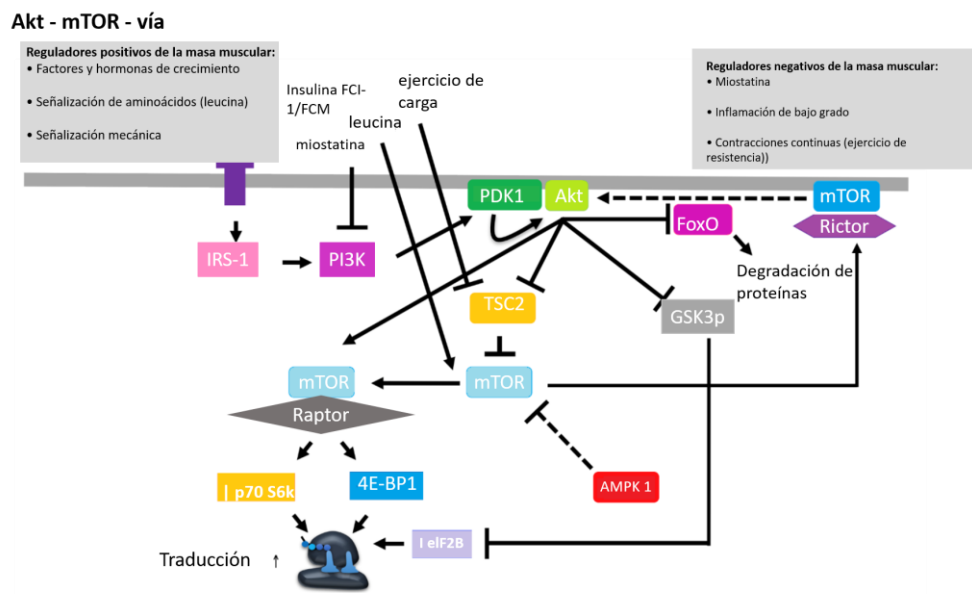 Akt - mTOR - vía
Reguladores positivos de la masa muscular:
• Factores y hormonas de crecimiento
• Señalización de aminoácidos (leucina)
• Señalización mecánica
Insulina FCI-
1/FCM
miostatina
leucina
ejercicio de
carga
Reguladores negativos de la masa muscular:
• Miostatina
• Inflamación de bajo grado
• Contracciones continuas (ejercicio de
resistencia))
PDK1
Akt
mTOR
Rictor
FoxO
IRS-1
PI3K
Degradación de
proteínas
TSC2
GSK3p
mTOR
Raptor
mTOR
| p70 S6k
4E-BP1
AMPK 1
I elF2B
Traducción ↑